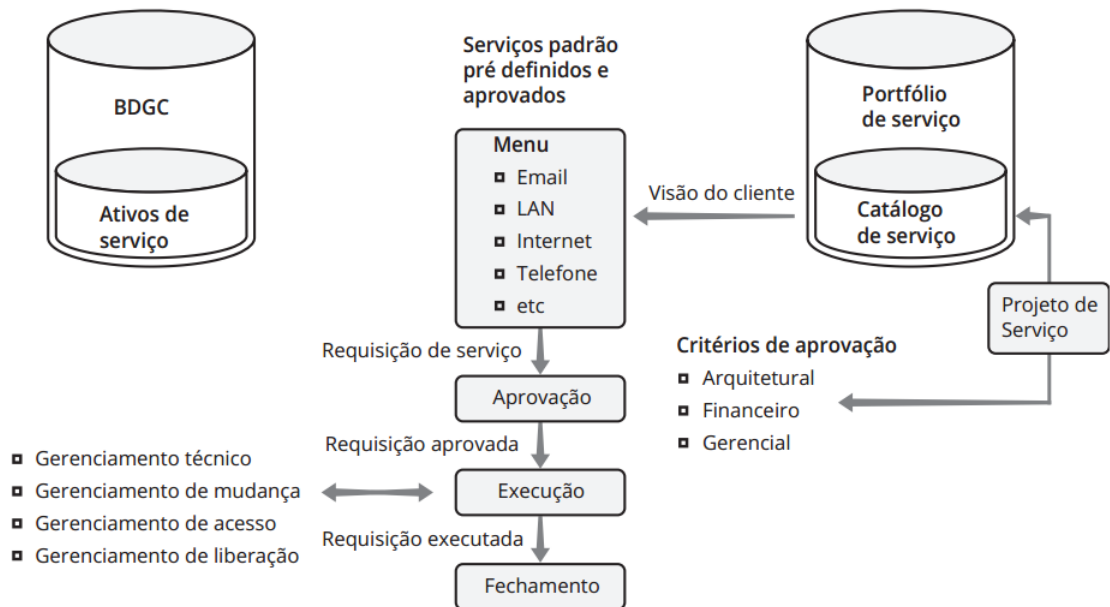 BDGC
Ativos de
serviço
Serviços padrão
pré definidos e
aprovados
Menu
Email
LAN
Internet
Telefone
etc
Visão do cliente
Portfólio
de serviço
Catálogo
de serviço
Projeto de
Serviço
Critérios de aprovação
Arquitetural
Financeiro
Gerencial
Requisição de serviço
Aprovação
Requisição aprovada
Gerenciamento técnico
Gerenciamento de mudança
Gerenciamento de acesso
Gerenciamento de liberação
Execução
Requisição executada
Fechamento